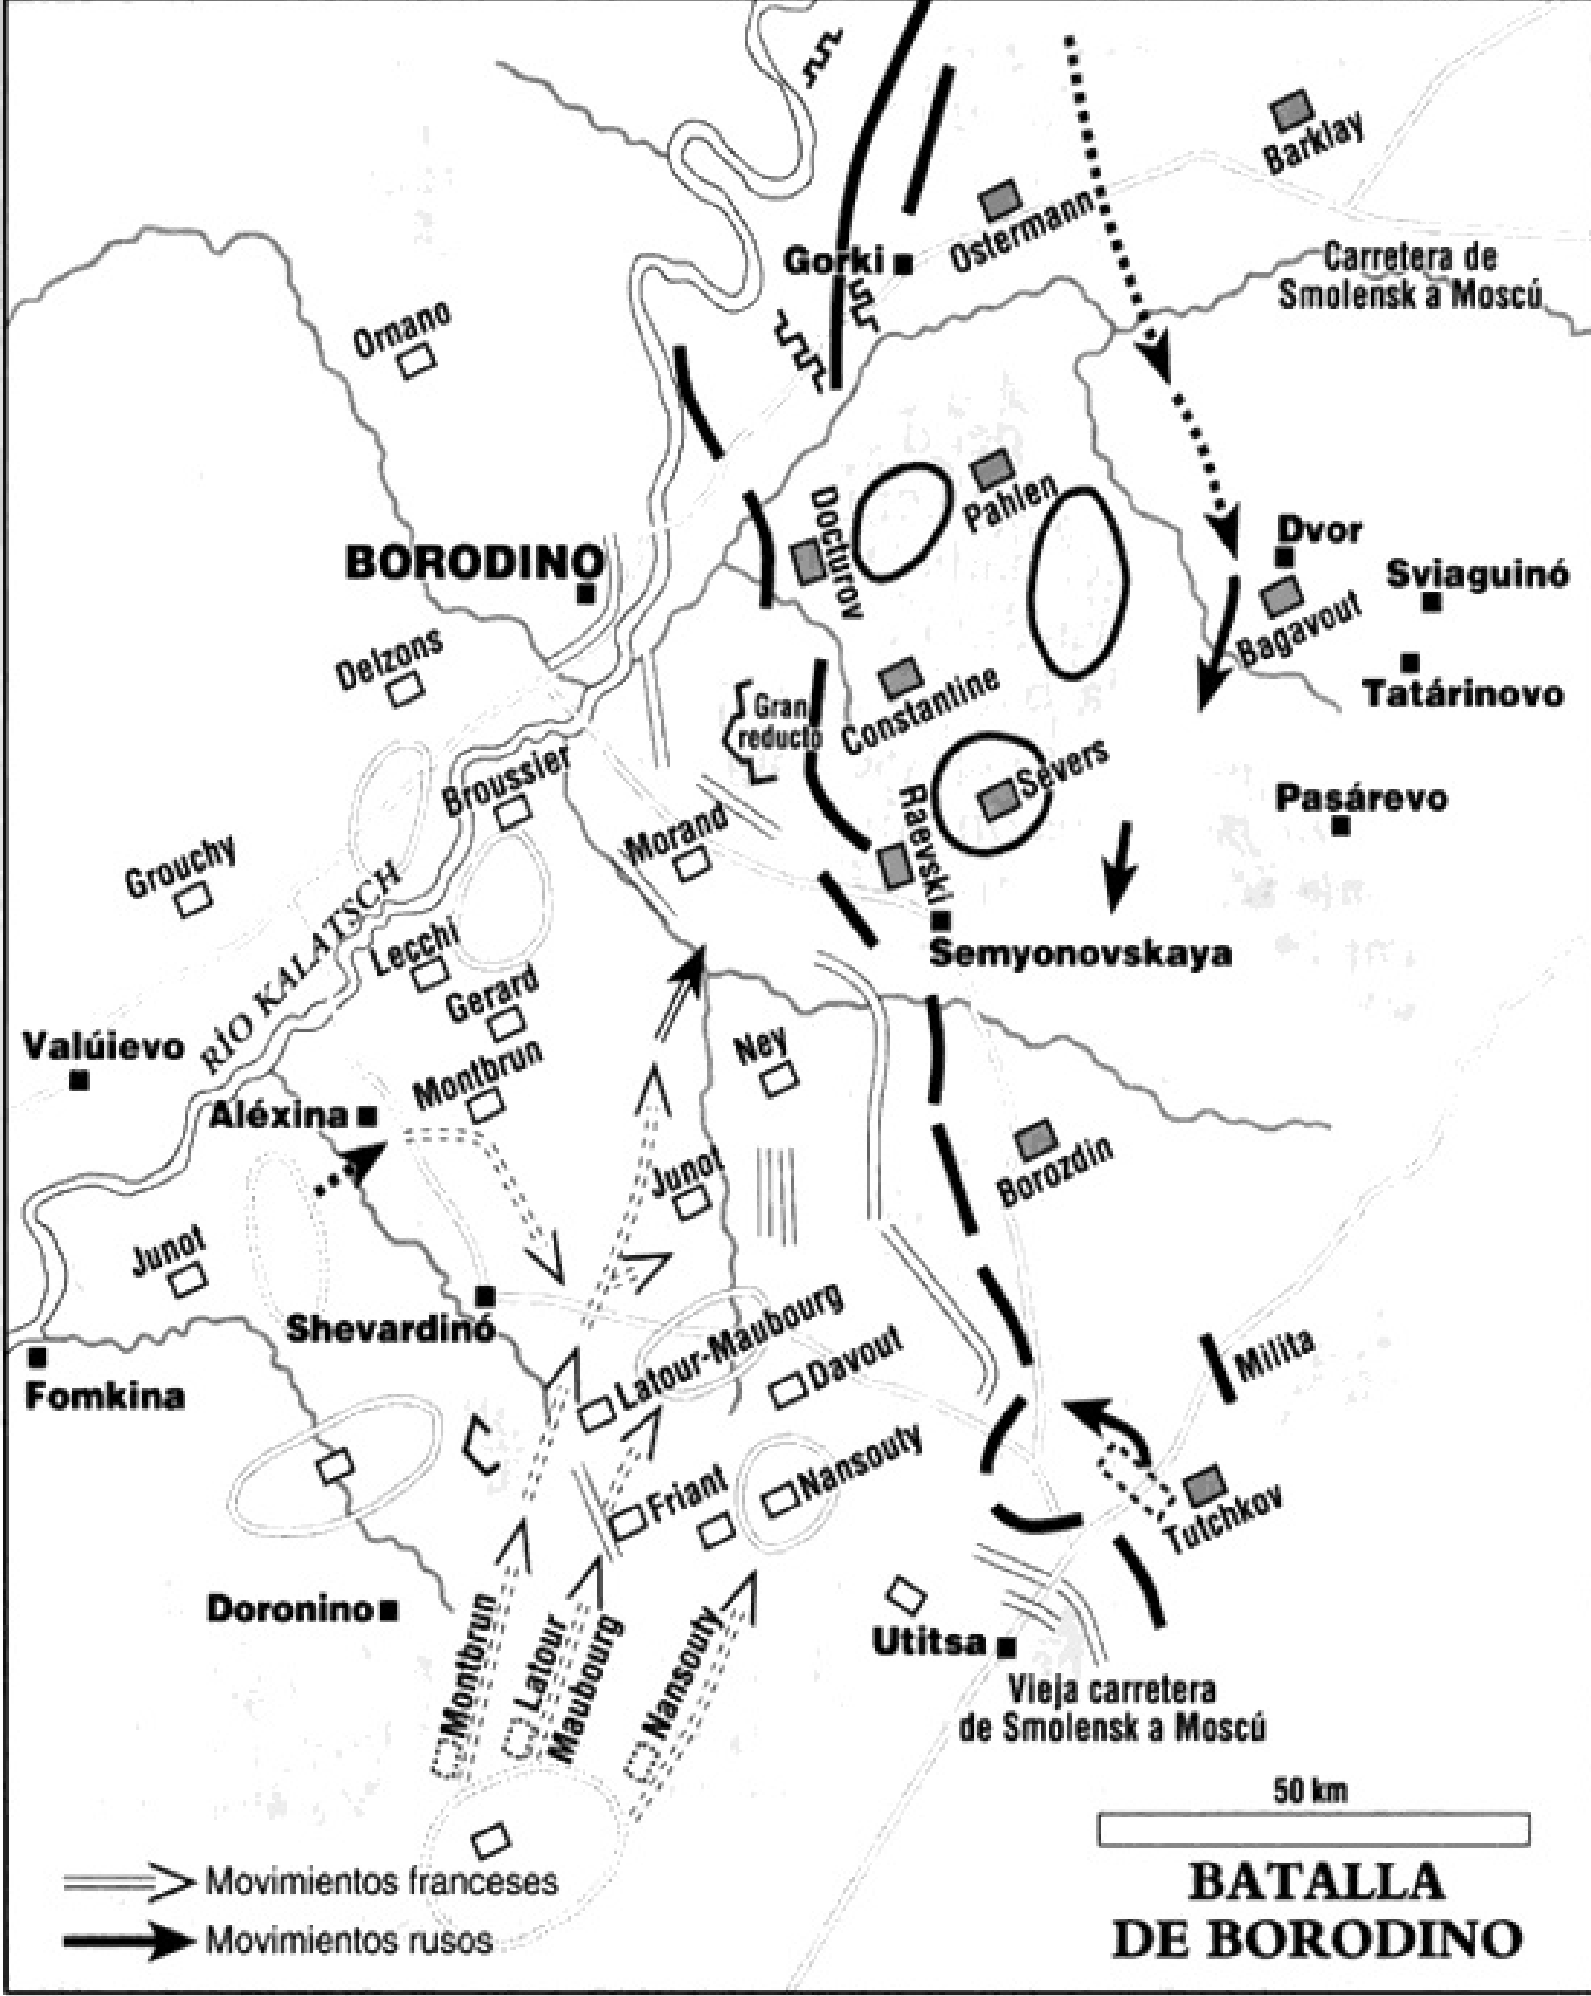 Barklay
Ostermann
Gorki
Carretera de
Smolensk a Moscú
Ornano
Pahlen
Docturov
Dvor
BORODINO
Sviaguinó
Bagavout
Delzons
Tatárinovo
Constantine
Gran
reducto
Broussier
Severs
Pasárevo
Raevski
Morand
Grouchy
RÍO KALATSCH
Lecchi
Semyonovskaya
Gerard
Valúievo
Ney
Montbrun
Aléxina
Borozdin
Junot
Junot
Shevardinó
Latour-Maubourg
Milita
Davout
Fomkina
Nansouty
Friant
Tutchkov
Doronino
Montbrun
Latour
Maubourg
Nansouty
Utitsa
Vieja carretera
de Smolensk a Moscú
50 km
Movimientos franceses
Movimientos rusos
BATALLA
DE BORODINO